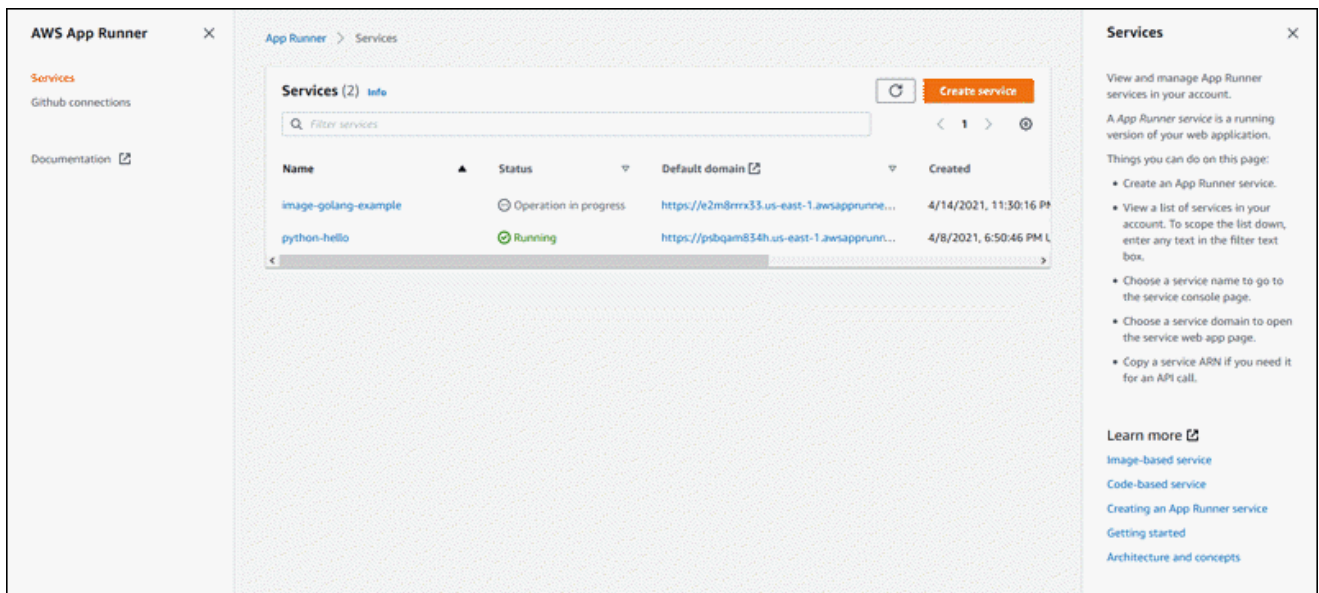 AWS App Runner
Services
Github connections
Documentation
App Runner > Services
Services (2) Info
Create service
Filter services
< 1 >
Name Status Default domain Created
image-golang-example Operation in progress https://e2m8rrrx33.us-east-1.awsapprunne... 4/14/2021, 11:30:16 PM
python-hello Running https://psbqam834h.us-east-1.awsapprunn... 4/8/2021, 6:50:46 PM U
Services
View and manage App Runner
services in your account.
A App Runner service is a running
version of your web application.
Things you can do on this page:
• Create an App Runner service.
• View a list of services in your
account. To scope the list down,
enter any text in the filter text
box.
• Choose a service name to go to
the service console page.
• Choose a service domain to open
the service web app page.
• Copy a service ARN if you need it
for an API call.
Learn more
Image-based service
Code-based service
Creating an App Runner service
Getting started
Architecture and concepts